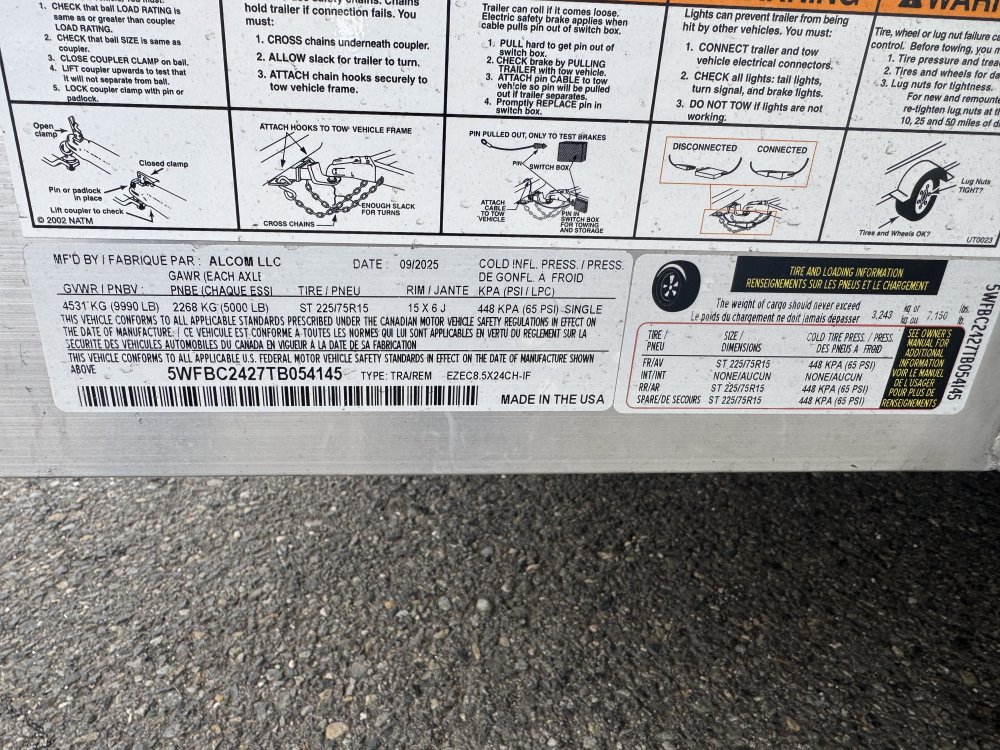 1. CHECK that ball LOAD RATING is
same as or greater than coupler
LOAD RATING.
2. CHECK that ball SIZE is same as
coupler.
3. CLOSE COUPLER CLAMP on ball.
4. LIFT coupler upwards to test that
it will not separate from ball.
5. LOCK coupler clamp with pin or
padlock.
hold trailer if connection fails. You
must:
1. CROSS chains underneath coupler.
2. ALLOW slack for trailer to turn.
3. ATTACH chain hooks securely to
tow vehicle frame.
Trailer can roll if it comes loose.
Electric safety brake applies when
cable pulls pin out of switch box.
1. PULL hard to get pin out of
switch box.
2. CHECK brake by PULLING
TRAILER with tow vehicle.
3. ATTACH pin CABLE to tow
vehicle so pin will be pulled
out if trailer separates.
4. Promptly REPLACE pin in
switch box.
Lights can prevent trailer from being
hit by other vehicles. You must:
1. CONNECT trailer and tow
vehicle electrical connectors.
2. CHECK all lights: tail lights,
turn signal, and brake lights.
3. DO NOT TOW if lights are not
working.
Tire, wheel or lug nut failure
control. Before towing, you
1. Tire pressure and
2. Tires and wheels for
3. Lug nuts for tightness.
For new and
re-tighten lug nuts at
10, 25 and 50 miles of
Open
clamp
Closed clamp
Pin or padlock
in place
Lift coupler to check
© 2002 NATM
ATTACH HOOKS TO TOW VEHICLE FRAME
ENOUGH SLACK
FOR TURNS
CROSS CHAINS
PIN PULLED OUT, ONLY TO TEST BRAKES
PIN
SWITCH BOX
ATTACH
CABLE
TO TOW
VEHICLE
PIN IN
SWITCH BOX
FOR TOWING
AND STORAGE
DISCONNECTED
CONNECTED
Lug Nuts
TIGHT?
Tires and Wheels OK?
UT0023
MF'D BY / FABRIQUÉ PAR : ALCOM LLC DATE : 09/2025 COLD INFL. PRESS. / PRESS.
GAWR (EACH AXLE DE GONFL. A FROID
GVWR / PNBV : PNBE (CHAQUE ESSI) TIRE / PNEU RIM / JANTE KPA (PSI / LPC)
4531 KG (9990 LB) 2268 KG (5000 LB) ST 225/75R15 15 X 6 J 448 KPA (65 PSI) SINGLE
THIS VEHICLE CONFORMS TO ALL APPLICABLE STANDARDS PRESCRIBED UNDER THE CANADIAN MOTOR VEHICLE SAFETY REGULATIONS IN EFFECT ON
THE DATE OF MANUFACTURE. / CE VEHICULE EST CONFORME A TOUTES LES NORMES QUI LUI SONT APPLICABLES EN VERTU DU REGLEMENT SUR LA
SECURITE DES VEHICULES AUTOMOBILES DU CANADA EN VIGUEUR A LA DATE DE SA FABRICATION
THIS VEHICLE CONFORMS TO ALL APPLICABLE U.S. FEDERAL MOTOR VEHICLE SAFETY STANDARDS IN EFFECT ON THE DATE OF MANUFACTURE SHOWN
ABOVE
5WFBC2427TB054145 TYPE: TRA/REM EZEC8.5X24CH-IF
MADE IN THE USA
TIRE AND LOADING INFORMATION
RENSEIGNEMENTS SUR LES PNEUS ET LE CHARGEMENT
The weight of cargo should never exceed
Le poids du chargement ne doit jamais depasser 3,243 kg or kg ou 7,150 lbs.
TIRE / SIZE / COLD TIRE PRESS. / PRESS.
PNEU DIMENSIONS DES PNEUS A FROID
FR/AV ST 225/75R15 448 KPA (65 PSI)
INT/INT NONE/AUCUN NONE/AUCUN
RR/AR ST 225/75R15 448 KPA (65 PSI)
SPARE/DE SECOURS ST 225/75R15 448 KPA (65 PSI)
SEE OWNER'S
MANUAL FOR
ADDITIONAL
INFORMATION
VOIR LE MANUEL
DE L'USAGER
POUR PLUS DE
RENSEIGNEMENTS
5WFBC2427TB054145